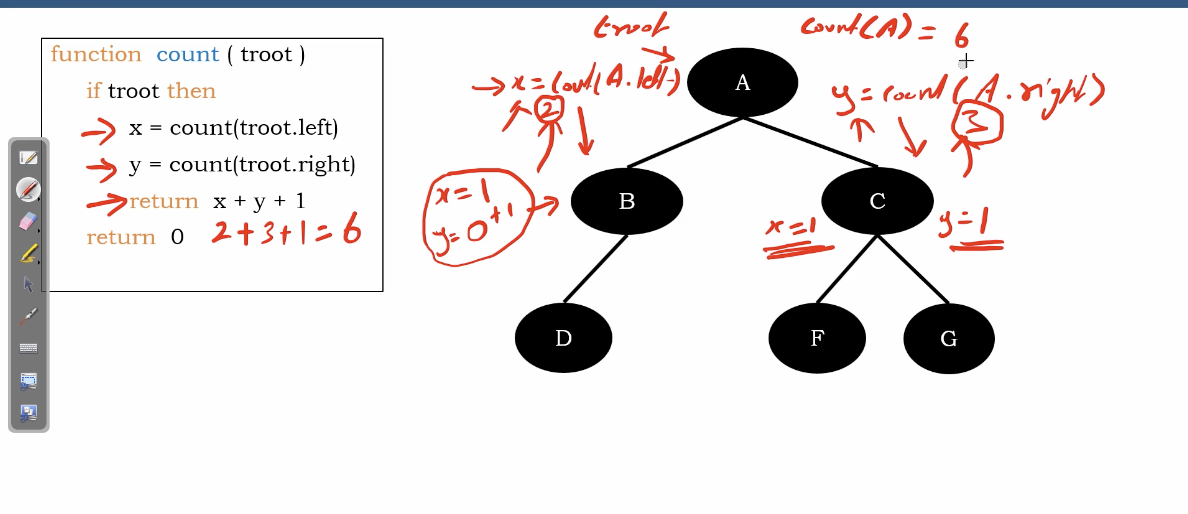 function count ( troot )
if troot then
x = count(troot.left)
y = count(troot.right)
return x + y + 1
return 0
2+3+1=6
troot
count(A) = 6
x = count(A.left)
2
y = count(A.right)
3
x=1
y=0
+1
x=1
y=1
A
B
C
D
F
G